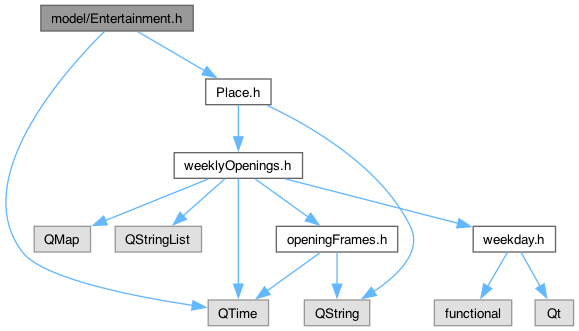 model/Entertainment.h
Place.h
weeklyOpenings.h
QMap
QStringList
openingFrames.h
weekday.h
QTime
QString
functional
Qt